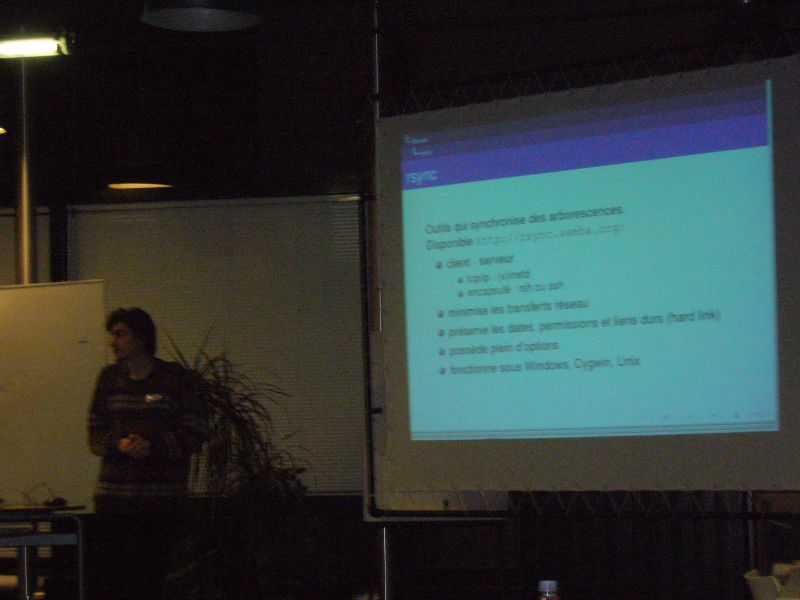 rsync
Outils qui synchronise des arborescences.
Disponible http://rsync.samba.org/
client - serveur
tcp/ip : (x)inetd
encapsulé : rsh ou ssh
minimise les transferts réseau
préserve les dates, permissions et liens durs (hard link)
possède plein d'options
fonctionne sous Windows, Cygwin, Unix